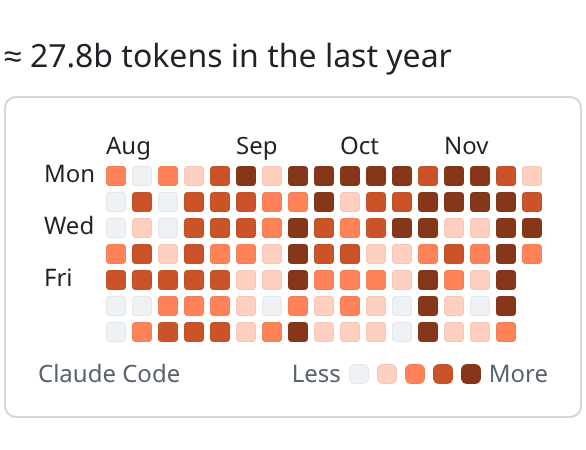 ≈ 27.8b tokens in the last year
Aug Sep Oct Nov
Mon
Wed
Fri
Claude Code Less More